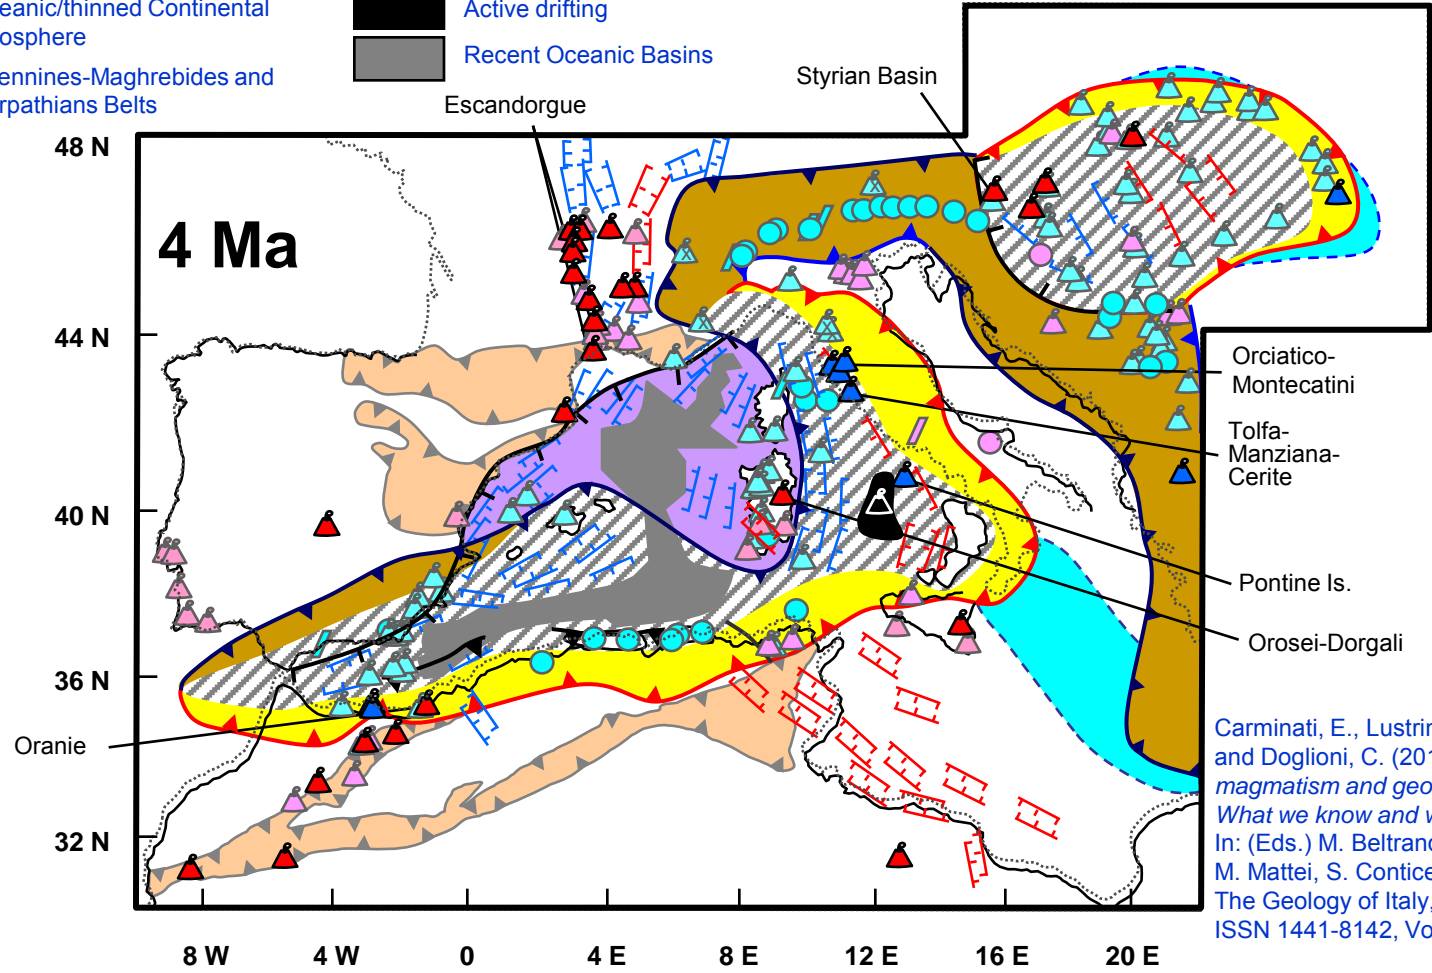 eanic/thinned Continental
osphere
ennines-Maghrebides and
rpathians Belts
Active drifting
Recent Oceanic Basins
Escandorgue
Styrian Basin
48 N
4 Ma
44 N
40 N
36 N
32 N
Orciatico-
Montecatini
Tolfa-
Manziana-
Cerite
Pontine Is.
Orosei-Dorgali
Oranie
Carminati, E., Lustrin
and Doglioni, C. (201
magmatism and geo
What we know and w
In: (Eds.) M. Beltrand
M. Mattei, S. Contice
The Geology of Italy,
ISSN 1441-8142, Vo
8 W 4 W 0 4 E 8 E 12 E 16 E 20 E